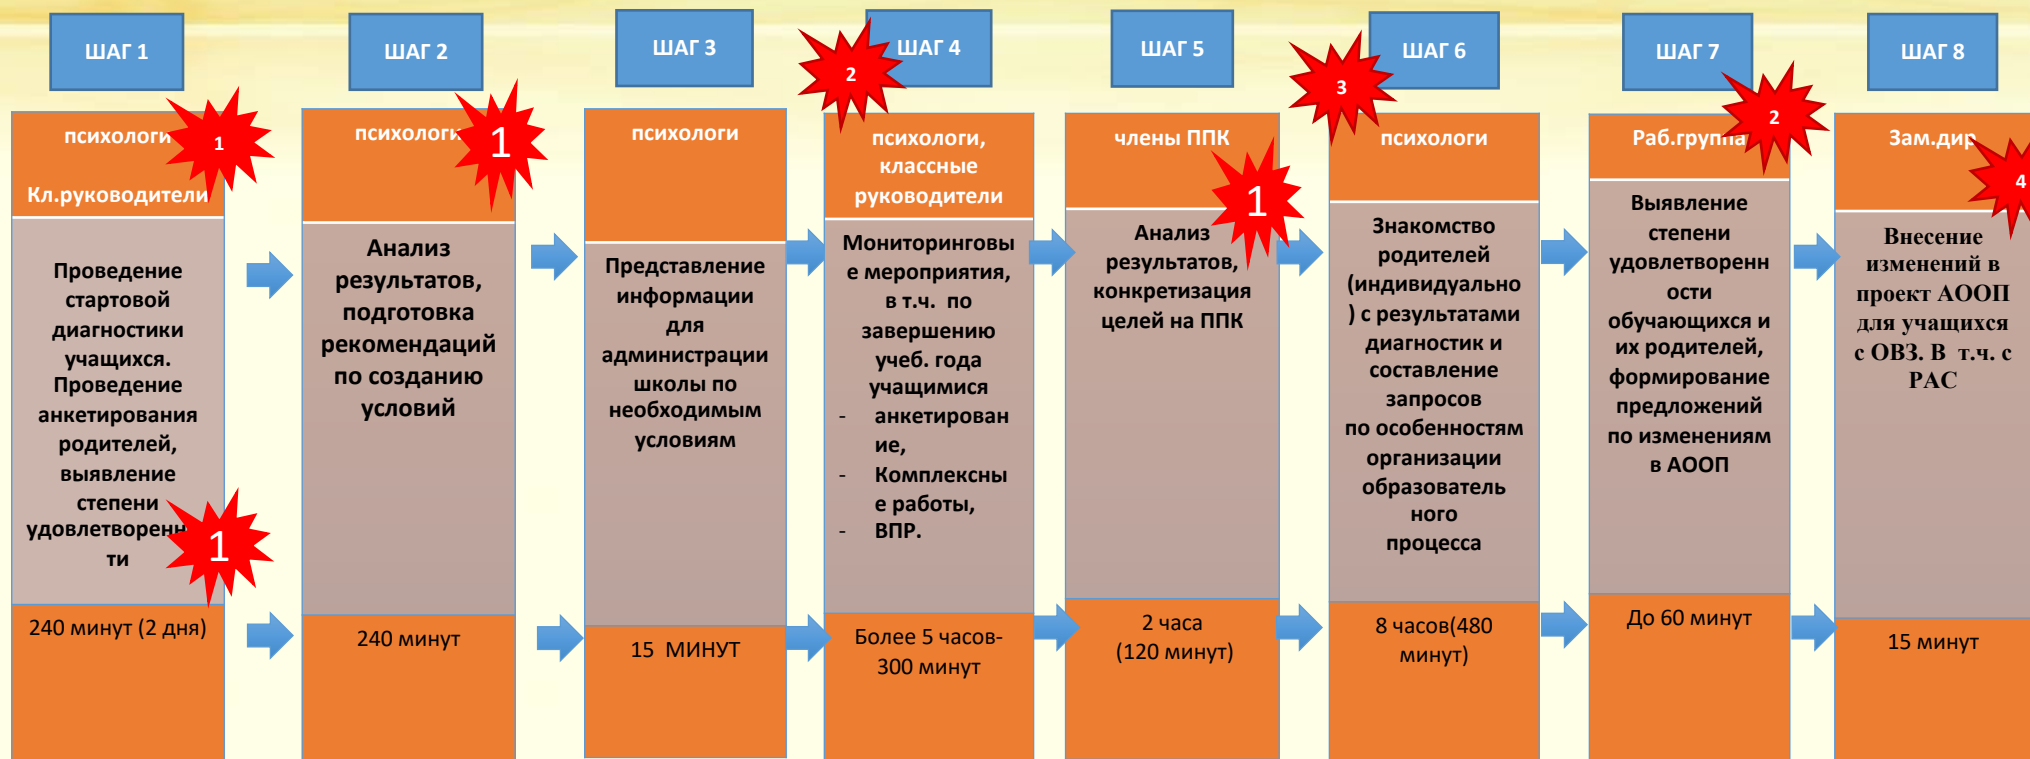 ШАГ 1
психологи
1
Кл.руководители
Проведение
стартовой
диагностики
учащихся.
Проведение
анкетирования
родителей,
выявление
степени
удовлетворенн
ти
1
240 минут (2 дня)
ШАГ 2
психологи
1
Анализ
результатов,
подготовка
рекомендаций
по созданию
условий
240 минут
ШАГ 3
психологи
Представление
информации
для
администрации
школы по
необходимым
условиям
15 МИНУТ
ШАГ 4
2
психологи,
классные
руководители
Мониторинговы
е мероприятия,
в т.ч. по
завершению
учеб. года
учащимися
- анкетирован
ие,
- Комплексны
е работы,
- ВПР.
Более 5 часов-
300 минут
ШАГ 5
члены ППК
1
Анализ
результатов,
конкретизация
целей на ППК
2 часа
(120 минут)
ШАГ 6
3
психологи
Знакомство
родителей
(индивидуально
) с результатами
диагностик и
составление
запросов
по особенностям
организации
образователь
ного
процесса
8 часов(480
минут)
ШАГ 7
2
Раб.группа
Выявление
степени
удовлетворенн
ости
обучающихся и
их родителей,
формирование
предложений
по изменениям
в АООП
До 60 минут
ШАГ 8
Зам.дир
4
Внесение
изменений в
проект АООП
для учащихся
с ОВЗ. В т.ч. с
РАС
15 минут